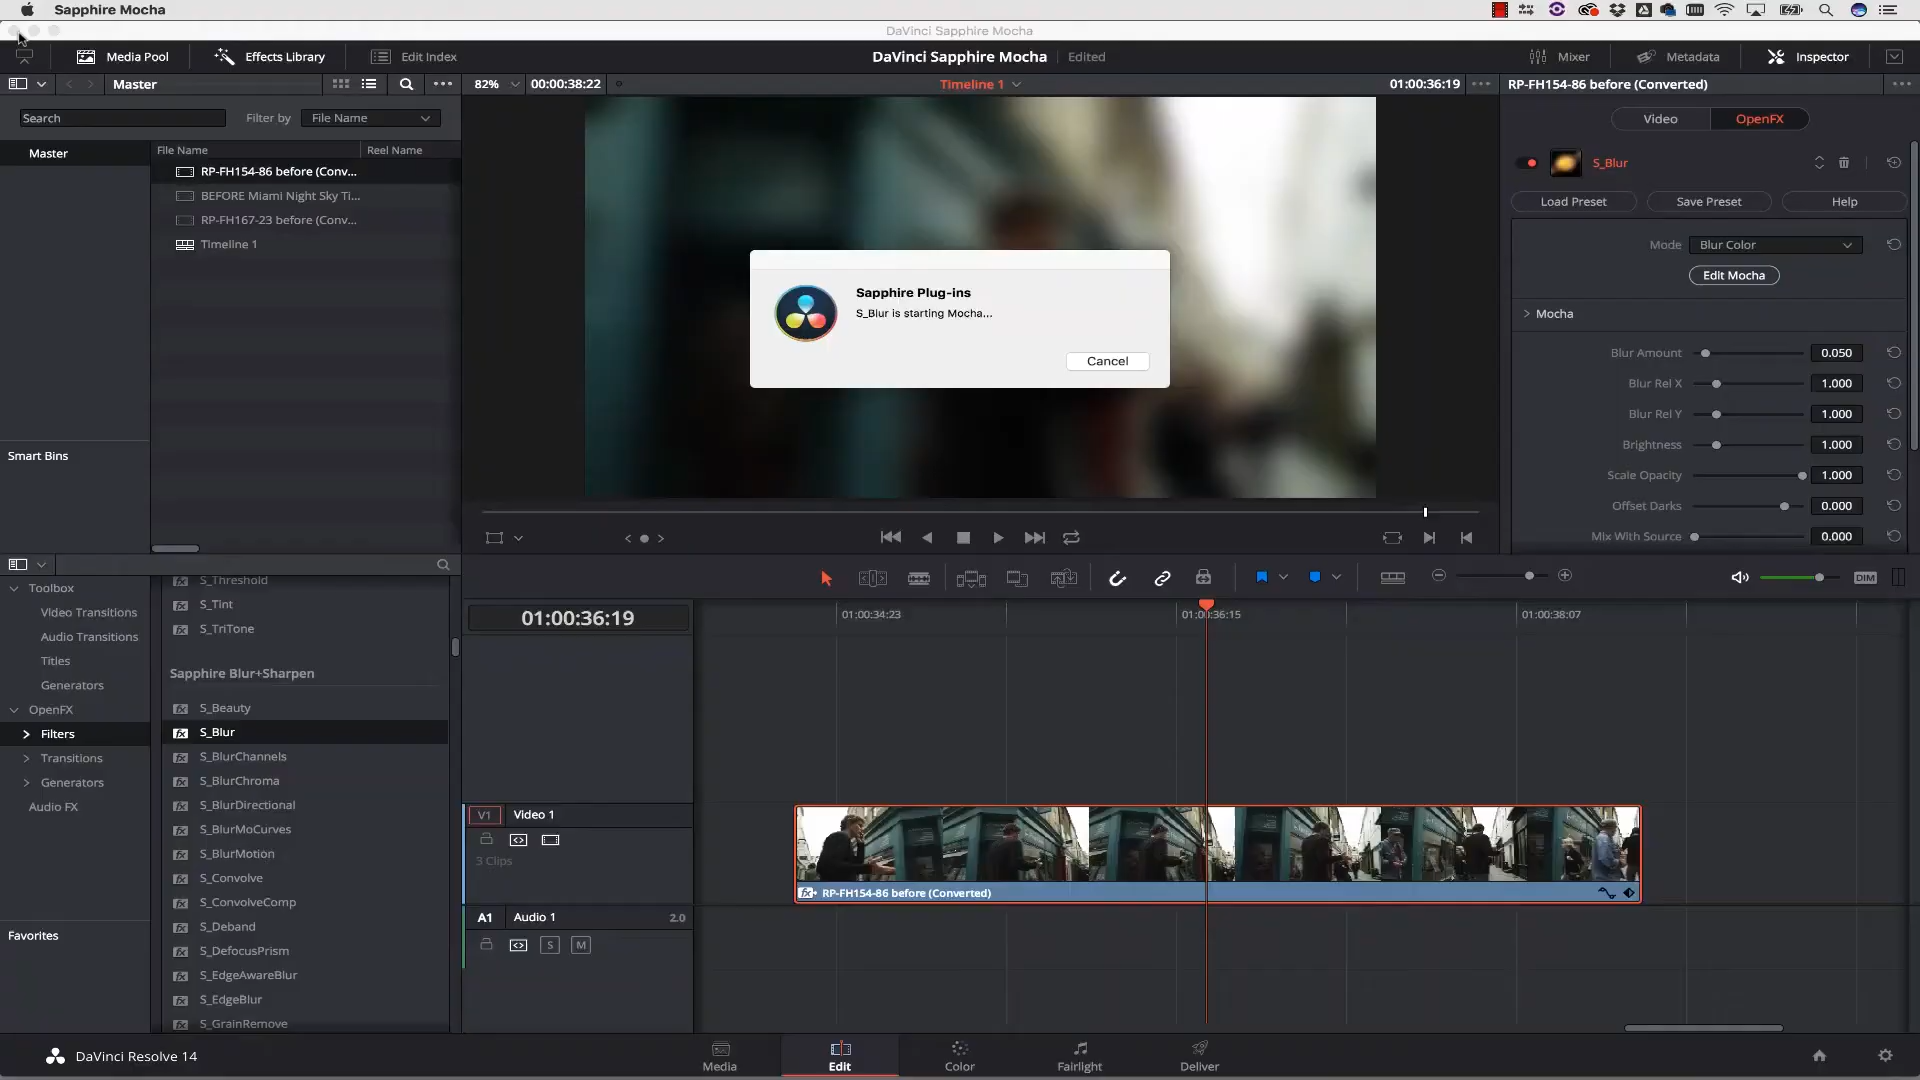 Sapphire Mocha
DaVinci Sapphire Mocha
Media Pool
Effects Library
Edit Index
DaVinci Sapphire Mocha
Edited
Mixer
Metadata
Inspector
Master
82%
00:00:38:22
Timeline 1
01:00:36:19
RP-FH154-86 before (Converted)
Search
Filter by
File Name
Video
OpenFX
Master
File Name
Reel Name
RP-FH154-86 before (Conv...
BEFORE Miami Night Sky Ti...
RP-FH167-23 before (Conv...
Timeline 1
S_Blur
Load Preset
Save Preset
Help
Mode
Blur Color
Edit Mocha
Mocha
Sapphire Plug-ins
S_Blur is starting Mocha...
Cancel
Blur Amount
0.050
Blur Rel X
1.000
Blur Rel Y
1.000
Brightness
1.000
Scale Opacity
1.000
Offset Darks
0.000
Mix With Source
0.000
Smart Bins
Toolbox
Video Transitions
Audio Transitions
Titles
Generators
OpenFX
Filters
Transitions
Generators
Audio FX
Favorites
S_Threshold
S_Tint
S_TriTone
Sapphire Blur+Sharpen
S_Beauty
S_Blur
S_BlurChannels
S_BlurChroma
S_BlurDirectional
S_BlurMoCurves
S_BlurMotion
S_Convolve
S_ConvolveComp
S_Deband
S_DefocusPrism
S_EdgeAwareBlur
S_EdgeBlur
S_GrainRemove
DIM
01:00:36:19
01:00:34:23
01:00:36:15
01:00:38:07
V1
Video 1
3 Clips
fx
RP-FH154-86 before (Converted)
A1
Audio 1
2.0
S
M
DaVinci Resolve 14
Media
Edit
Color
Fairlight
Deliver